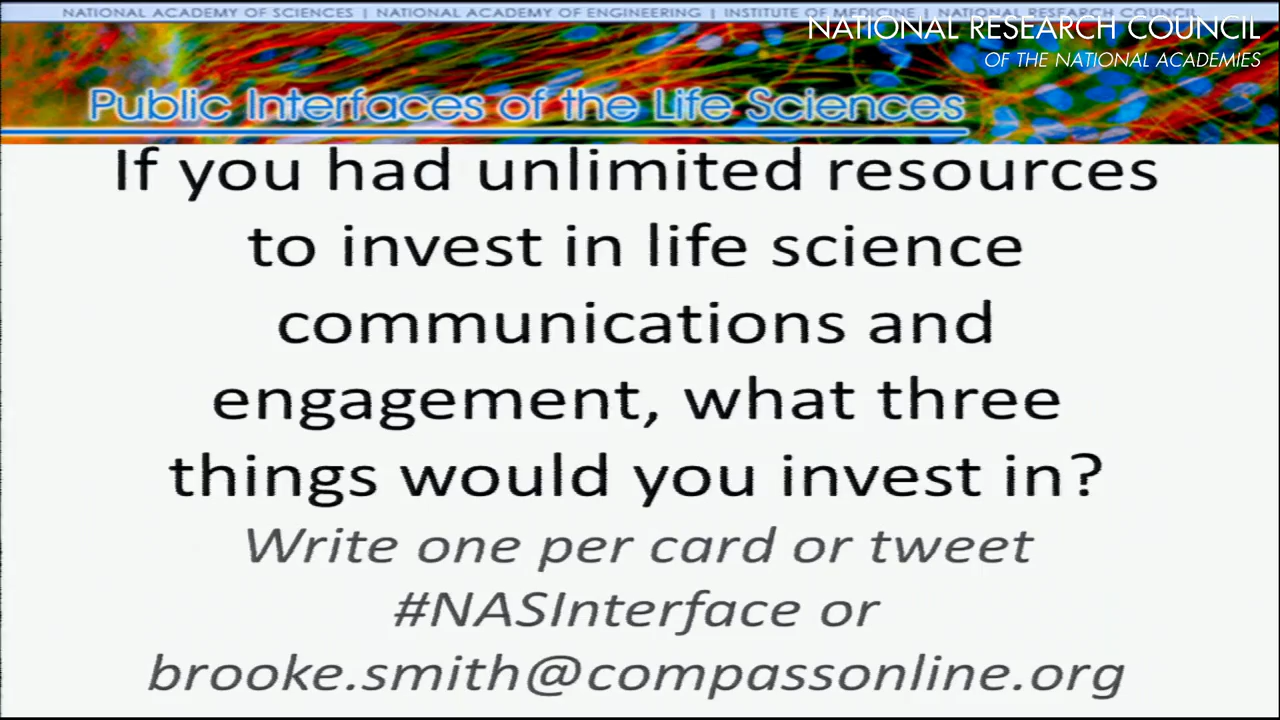 NATIONAL ACADEMY OF SCIENCES | NATIONAL ACADEMY OF ENGINEERING | INSTITUTE OF MEDICINE | NATIONAL RESEARCH COUNCIL
NATIONAL RESEARCH COUNCIL
OF THE NATIONAL ACADEMIES
Public Interfaces of the Life Sciences
If you had unlimited resources
to invest in life science
communications and
engagement, what three
things would you invest in?
Write one per card or tweet
#NASInterface or
brooke.smith@compassonline.org